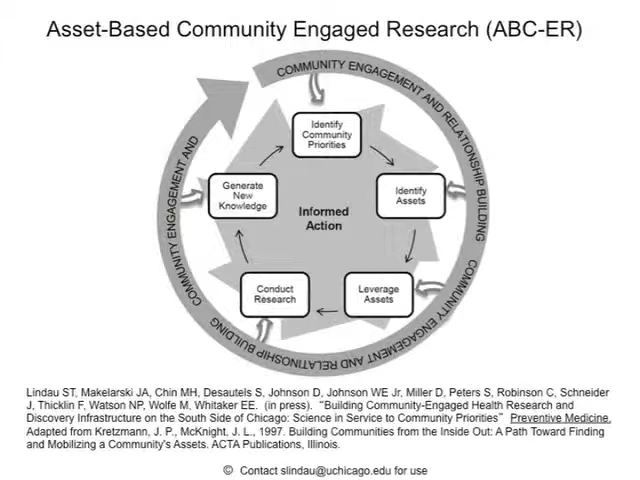 Asset-Based Community Engaged Research (ABC-ER)
COMMUNITY ENGAGEMENT AND RELATIONSHIP BUILDING
COMMUNITY ENGAGEMENT AND RELATINOSHIP BUILDING
COMMUNITY ENGAGEMENT AND
Identify
Community
Priorities
Identify
Assets
Leverage
Assets
Conduct
Research
Generate
New
Knowledge
Informed
Action
Lindau ST, Makelarski JA, Chin MH, Desautels S, Johnson D, Johnson WE Jr, Miller D, Peters S, Robinson C, Schneider
J, Thicklin F, Watson NP, Wolfe M, Whitaker EE. (in press). “Building Community-Engaged Health Research and
Discovery Infrastructure on the South Side of Chicago: Science in Service to Community Priorities” Preventive Medicine.
Adapted from Kretzmann, J. P., McKnight, J. L., 1997. Building Communities from the Inside Out: A Path Toward Finding
and Mobilizing a Community's Assets. ACTA Publications, Illinois.
© Contact slindau@uchicago.edu for use